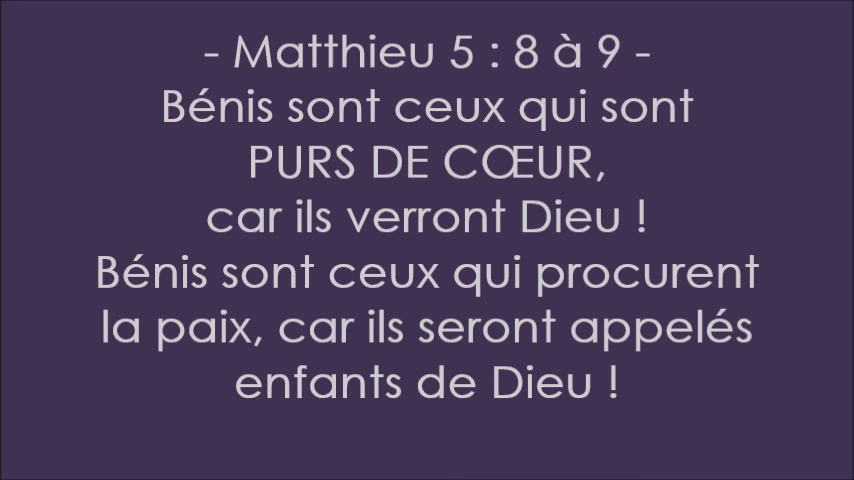 - Matthieu 5 : 8 à 9 -
Bénis sont ceux qui sont
PURS DE CŒUR,
car ils verront Dieu !
Bénis sont ceux qui procurent
la paix, car ils seront appelés
enfants de Dieu !